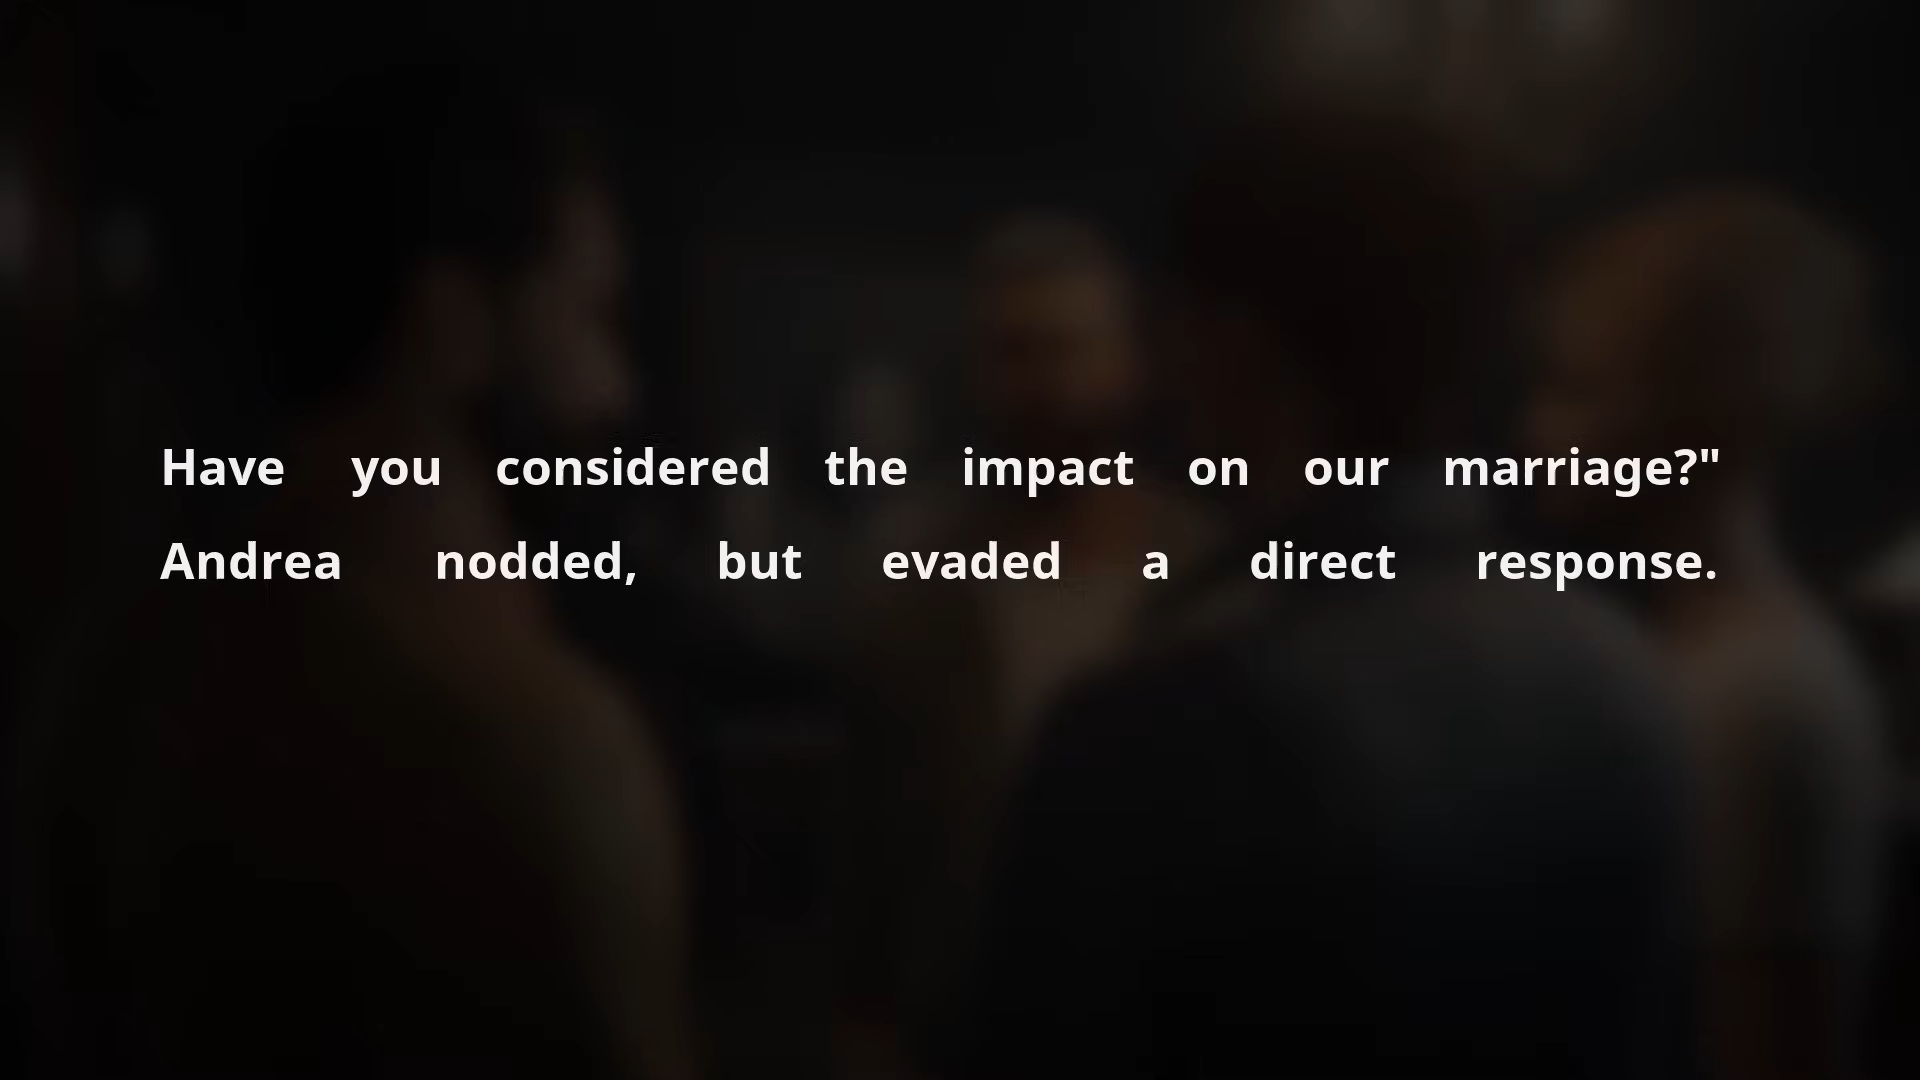 Have you considered the impact on our marriage?"
Andrea nodded, but evaded a direct response.